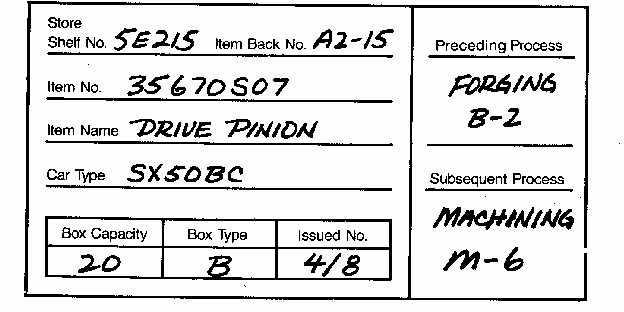 Store
Shelf No. 5E215 Item Back No. A2-15
Item No. 35670S07
Item Name DRIVE PINION
Car Type SX50BC
Box Capacity Box Type Issued No.
20 B 4/8
Preceding Process
FORGING
B-2
Subsequent Process
MACHINING
M-6